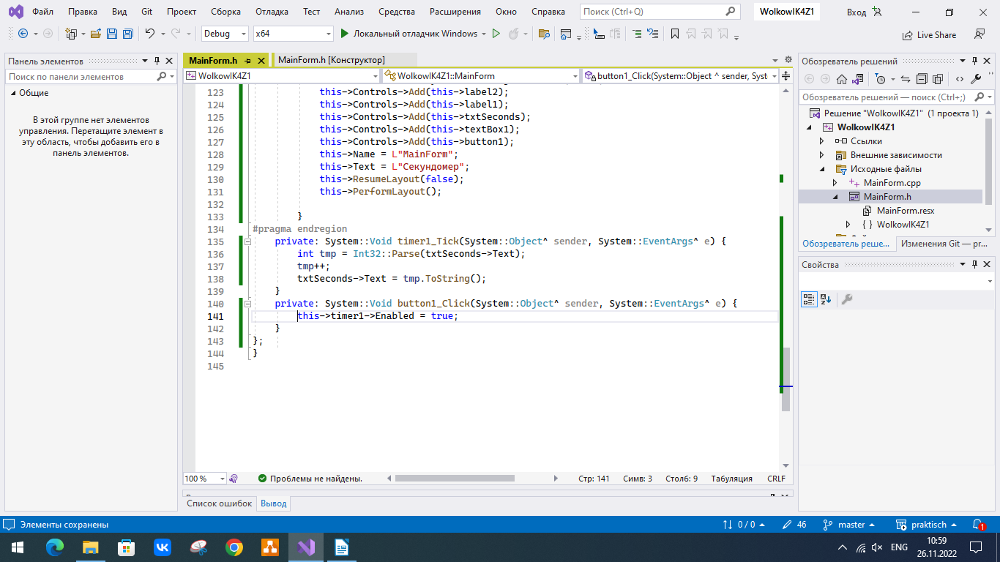 Файл Правка Вид Git Проект Сборка Отладка Тест Анализ Средства Расширения Окно Справка Поиск (Ctrl+Q) WolkowIK4Z1 Вход
Debug x64 Локальный отладчик Windows Live Share
Панель элементов
Поиск по панели элементов
Общие
В этой группе нет элементов
управления. Перетащите элемент в
эту область, чтобы добавить его в
панель элементов.
MainForm.h MainForm.h [Конструктор]
WolkowIK4Z1 WolkowIK4Z1::MainForm button1_Click(System::Object ^ sender, Syst
123 this->Controls->Add(this->label2);
124 this->Controls->Add(this->label1);
125 this->Controls->Add(this->txtSeconds);
126 this->Controls->Add(this->textBox1);
127 this->Controls->Add(this->button1);
128 this->Name = L"MainForm";
129 this->Text = L"Секундомер";
130 this->ResumeLayout(false);
131 this->PerformLayout();
132
133 }
134 #pragma endregion
135 private: System::Void timer1_Tick(System::Object^ sender, System::EventArgs^ e) {
136 int tmp = Int32::Parse(txtSeconds->Text);
137 tmp++;
138 txtSeconds->Text = tmp.ToString();
139 }
140 private: System::Void button1_Click(System::Object^ sender, System::EventArgs^ e) {
141 this->timer1->Enabled = true;
142 }
143 };
144 }
145
100 % Проблемы не найдены. Стр: 141 Симв: 3 Столб: 9 Табуляция CRLF
Список ошибок Вывод
Обозреватель решений
Обозреватель решений — поиск (Ctrl+;)
Решение "WolkowIK4Z1" (1 проекта 1)
WolkowIK4Z1
Ссылки
Внешние зависимости
Исходные файлы
MainForm.cpp
MainForm.h
MainForm.resx
{ } WolkowIK4Z1
Обозреватель реше... Изменения Git — pr...
Свойства
Элементы сохранены 0 / 0 46 master praktisch 1
ENG 10:59
26.11.2022